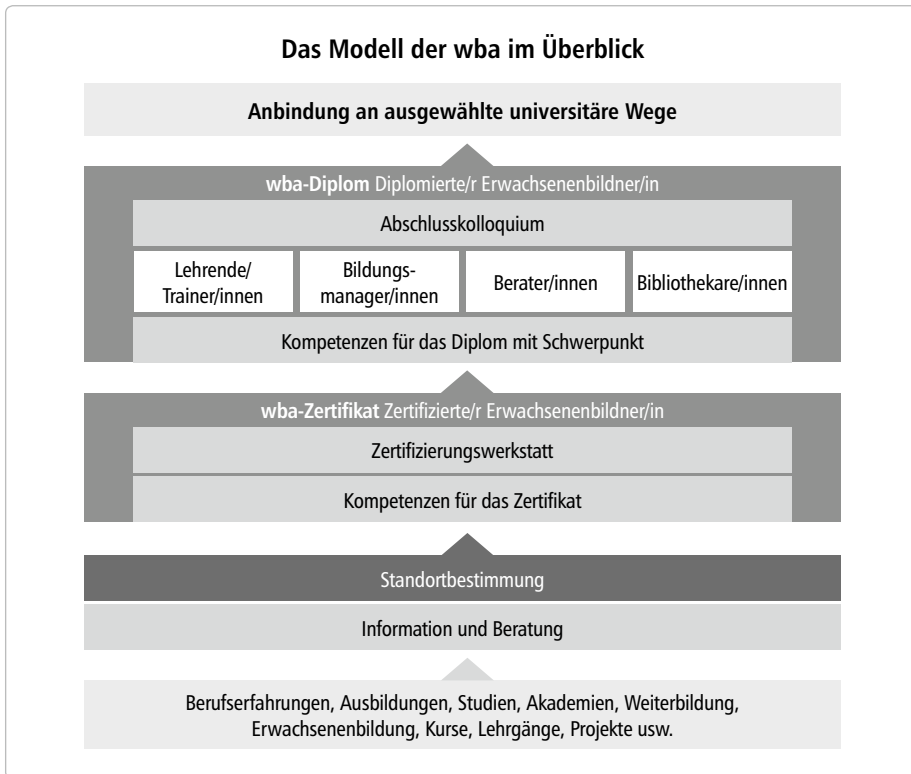 Das Modell der wba im Überblick
Anbindung an ausgewählte universitäre Wege
wba-Diplom Diplomierte/r Erwachsenenbildner/in
Abschlusskolloquium
Lehrende/
Trainer/innen
Bildungs-
manager/innen
Berater/innen
Bibliothekare/innen
Kompetenzen für das Diplom mit Schwerpunkt
wba-Zertifikat Zertifizierte/r Erwachsenenbildner/in
Zertifizierungswerkstatt
Kompetenzen für das Zertifikat
Standortbestimmung
Information und Beratung
Berufserfahrungen, Ausbildungen, Studien, Akademien, Weiterbildung,
Erwachsenenbildung, Kurse, Lehrgänge, Projekte usw.